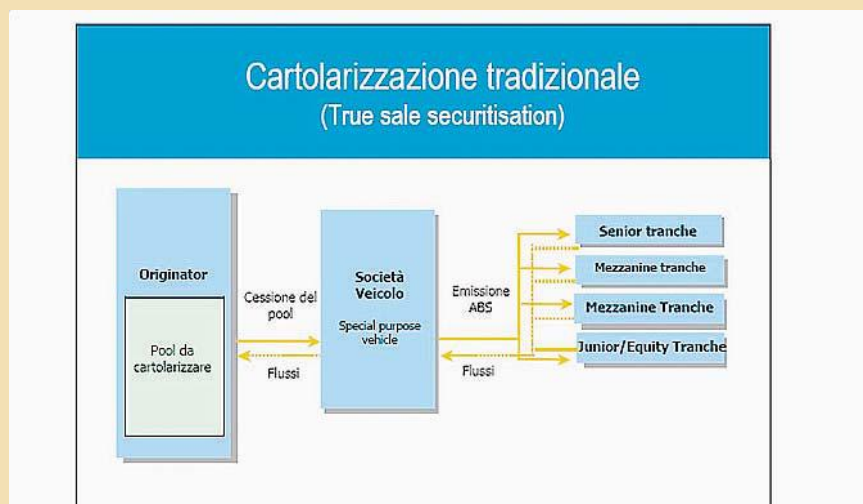 Cartolarizzazione tradizionale
(True sale securitisation)
Originator
Pool da
cartolarizzare
Cessione del
pool
Flussi
Società
Veicolo
Special purpose
vehicle
Emissione
ABS
Flussi
Senior tranche
Mezzanine tranche
Mezzanine Tranche
Junior/Equity Tranche